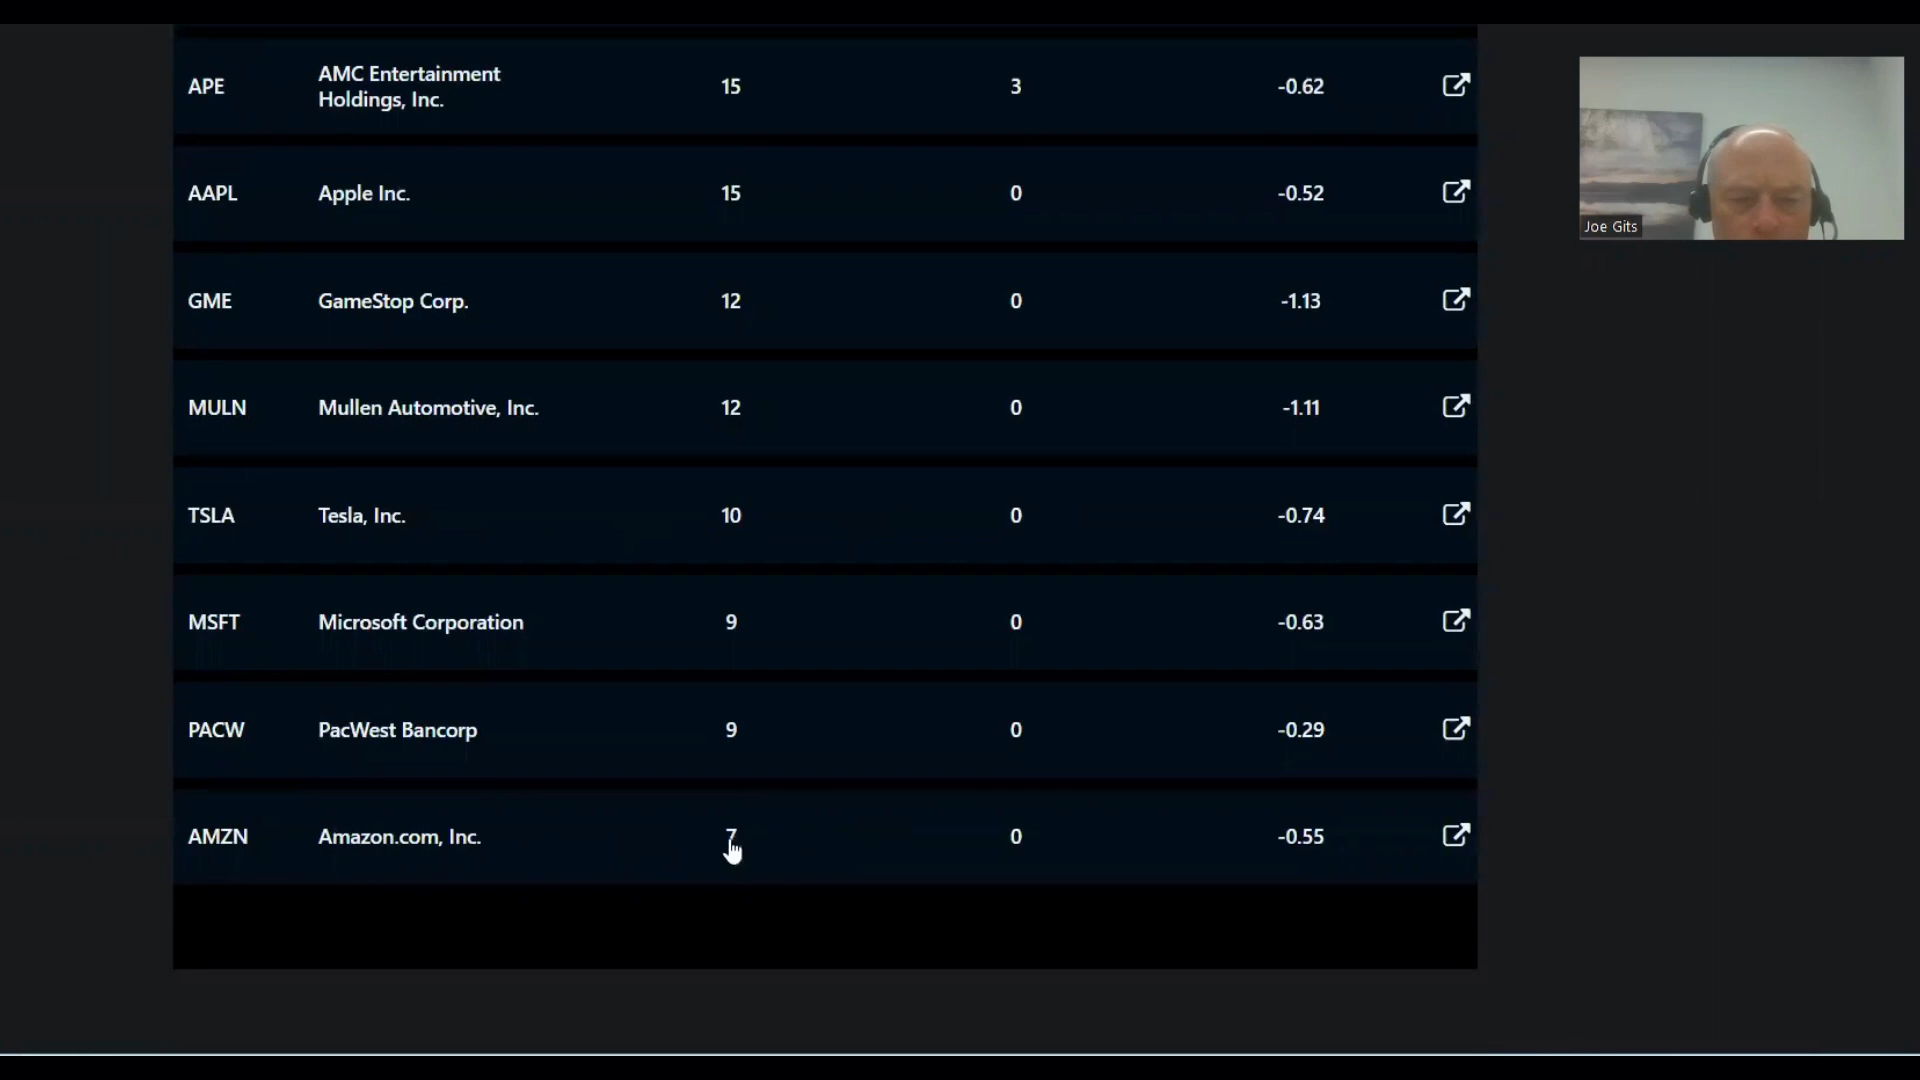 APE AMC Entertainment Holdings, Inc. 15 3 -0.62
AAPL Apple Inc. 15 0 -0.52
GME GameStop Corp. 12 0 -1.13
MULN Mullen Automotive, Inc. 12 0 -1.11
TSLA Tesla, Inc. 10 0 -0.74
MSFT Microsoft Corporation 9 0 -0.63
PACW PacWest Bancorp 9 0 -0.29
AMZN Amazon.com, Inc. 7 0 -0.55
Joe Gits